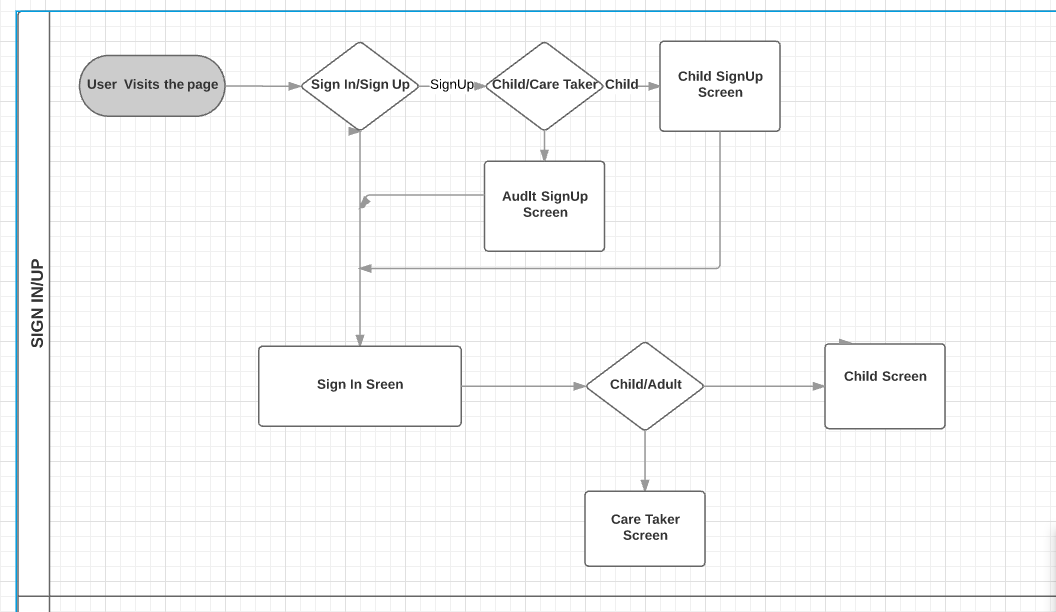 SIGN IN/UP
User Visits the page
Sign In/Sign Up
SignUp
Child/Care Taker
Child
Child SignUp
Screen
Audlt SignUp
Screen
Sign In Sreen
Child/Adult
Child Screen
Care Taker
Screen